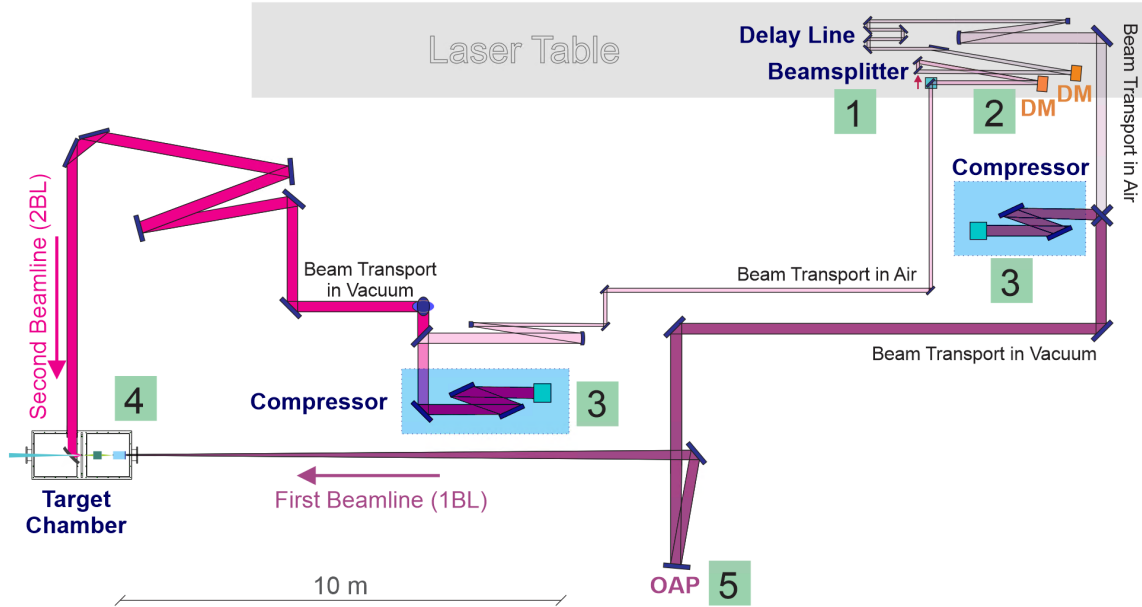 Laser Table
Delay Line
Beamsplitter
1
2
DM
DM
Beam Transport in Air
Compressor
3
Second Beamline (2BL)
Beam Transport
in Vacuum
Beam Transport in Air
Beam Transport in Vacuum
Compressor
3
4
Target
Chamber
First Beamline (1BL)
OAP
5
10 m